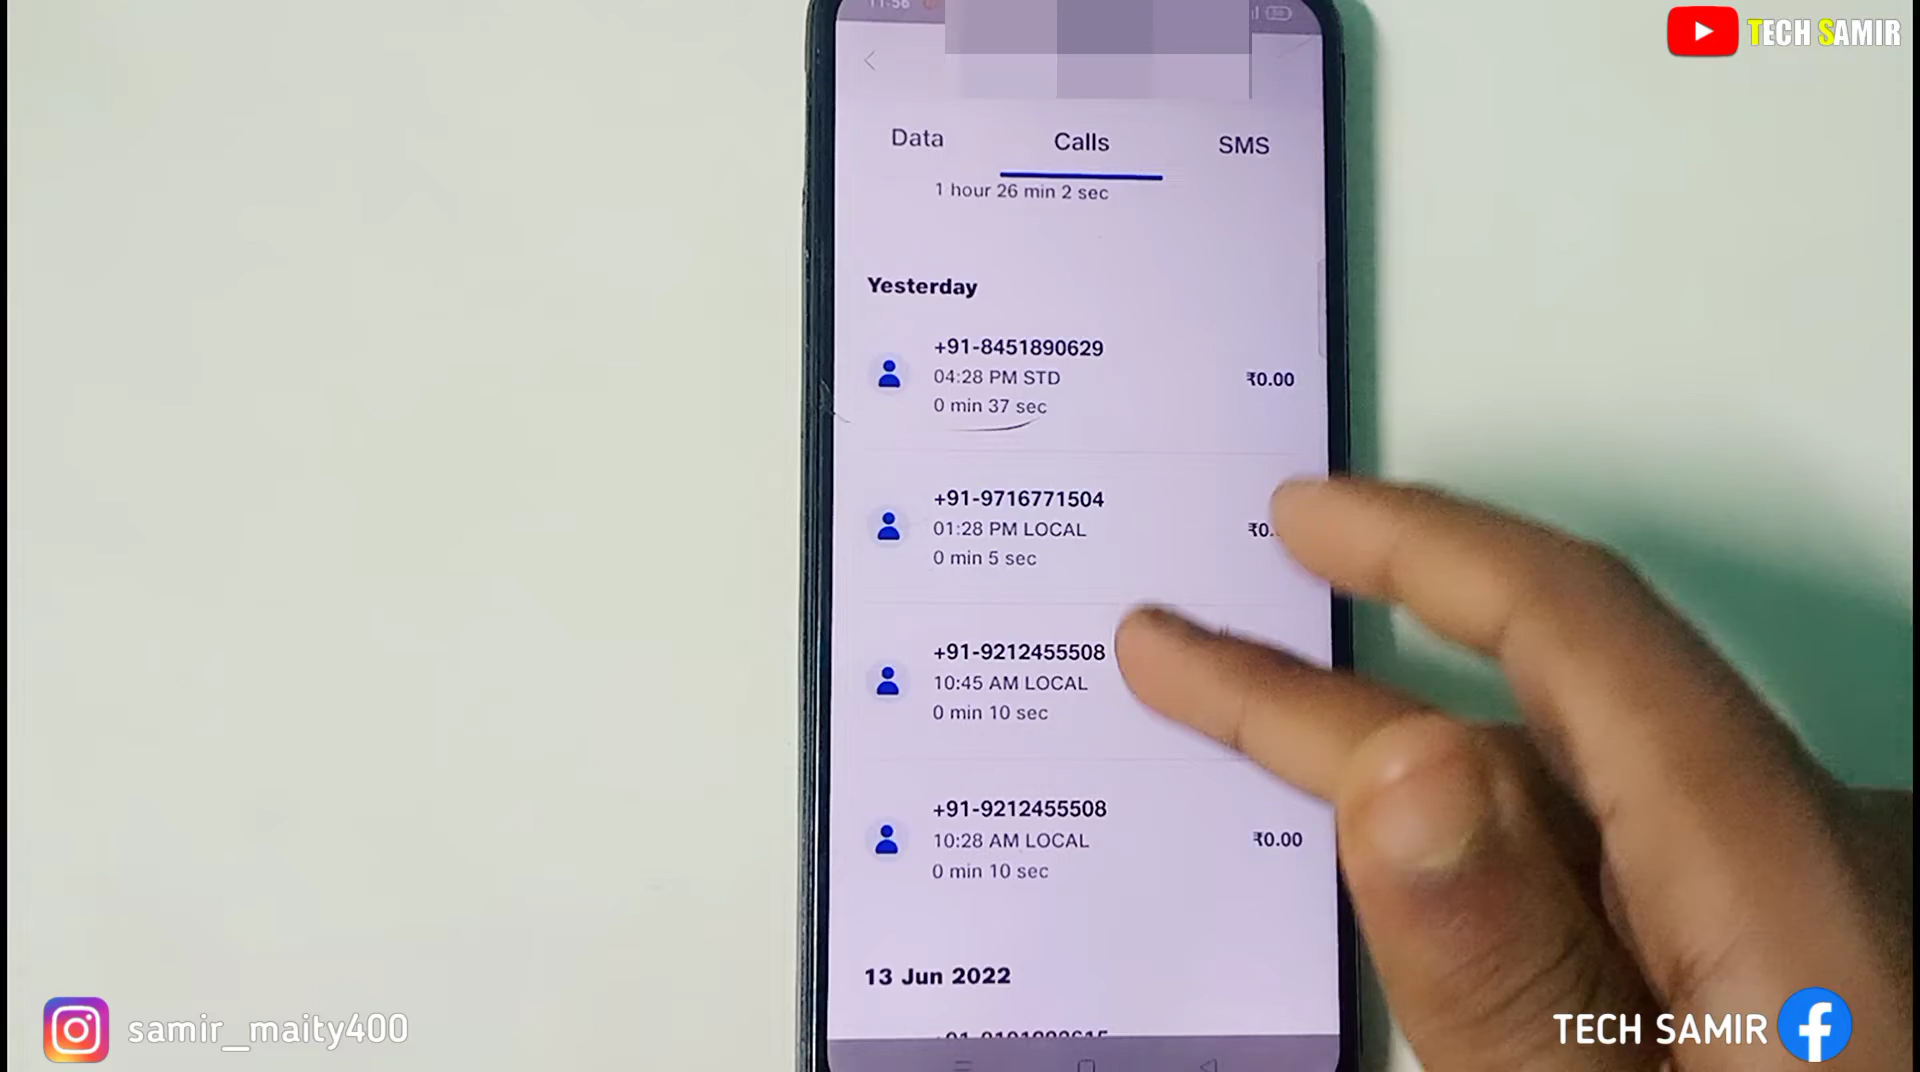 11:56
TECH SAMIR
Data
Calls
SMS
1 hour 26 min 2 sec
Yesterday
+91-8451890629
04:28 PM STD
₹0.00
0 min 37 sec
+91-9716771504
01:28 PM LOCAL
₹0.
0 min 5 sec
+91-9212455508
10:45 AM LOCAL
0 min 10 sec
+91-9212455508
10:28 AM LOCAL
₹0.00
0 min 10 sec
13 Jun 2022
samir_maity400
TECH SAMIR